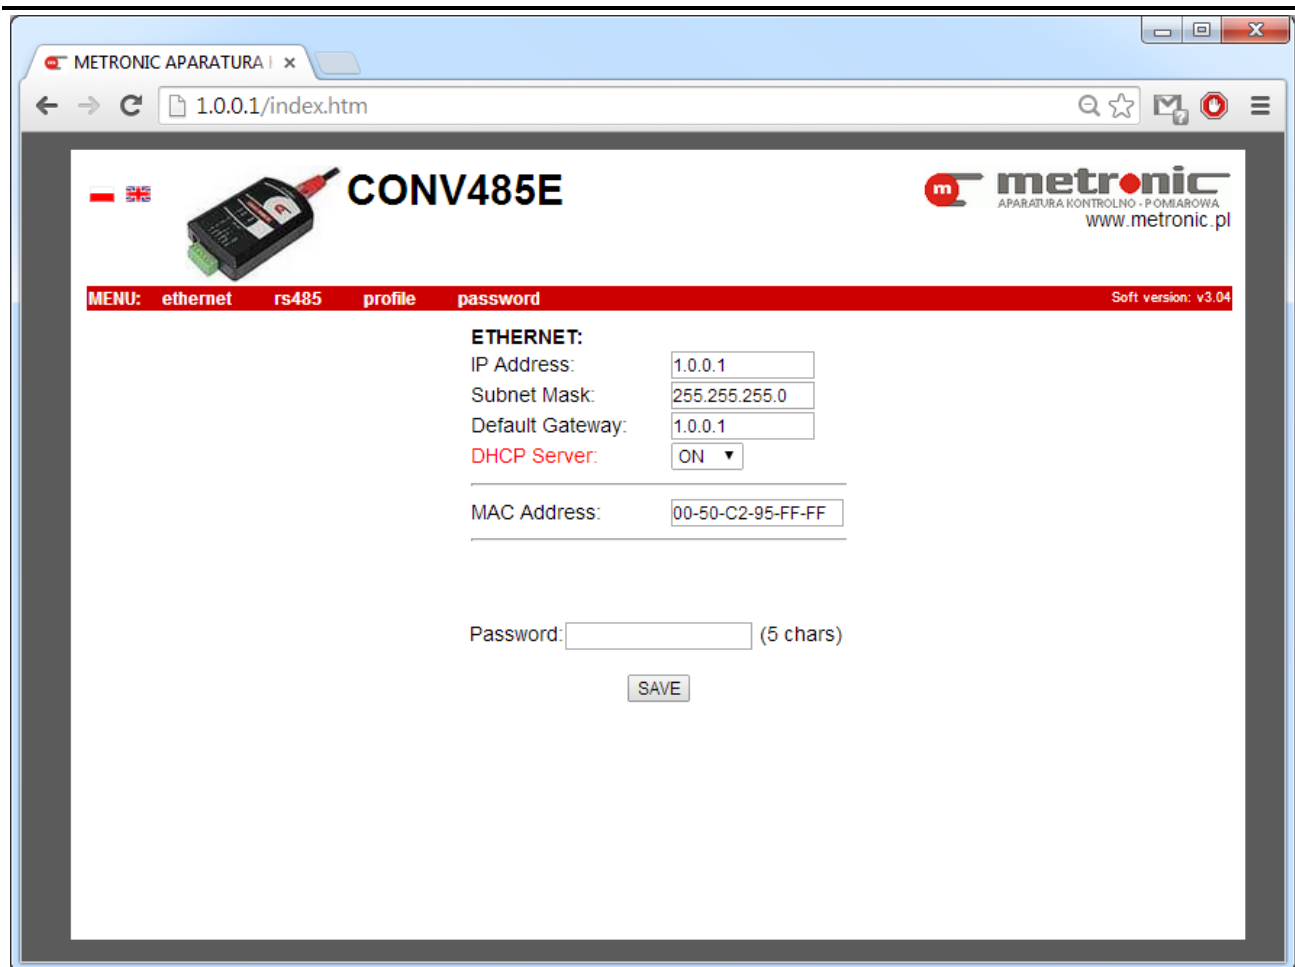 METRONIC APARATURA
1.0.0.1/index.htm
CONV485E
m metronic
APARATURA KONTROLNO - POMIAROWA
www.metronic.pl
MENU: ethernet rs485 profile password Soft version: v3.04
ETHERNET:
IP Address: 1.0.0.1
Subnet Mask: 255.255.255.0
Default Gateway: 1.0.0.1
DHCP Server: ON
MAC Address: 00-50-C2-95-FF-FF
Password: (5 chars)
SAVE